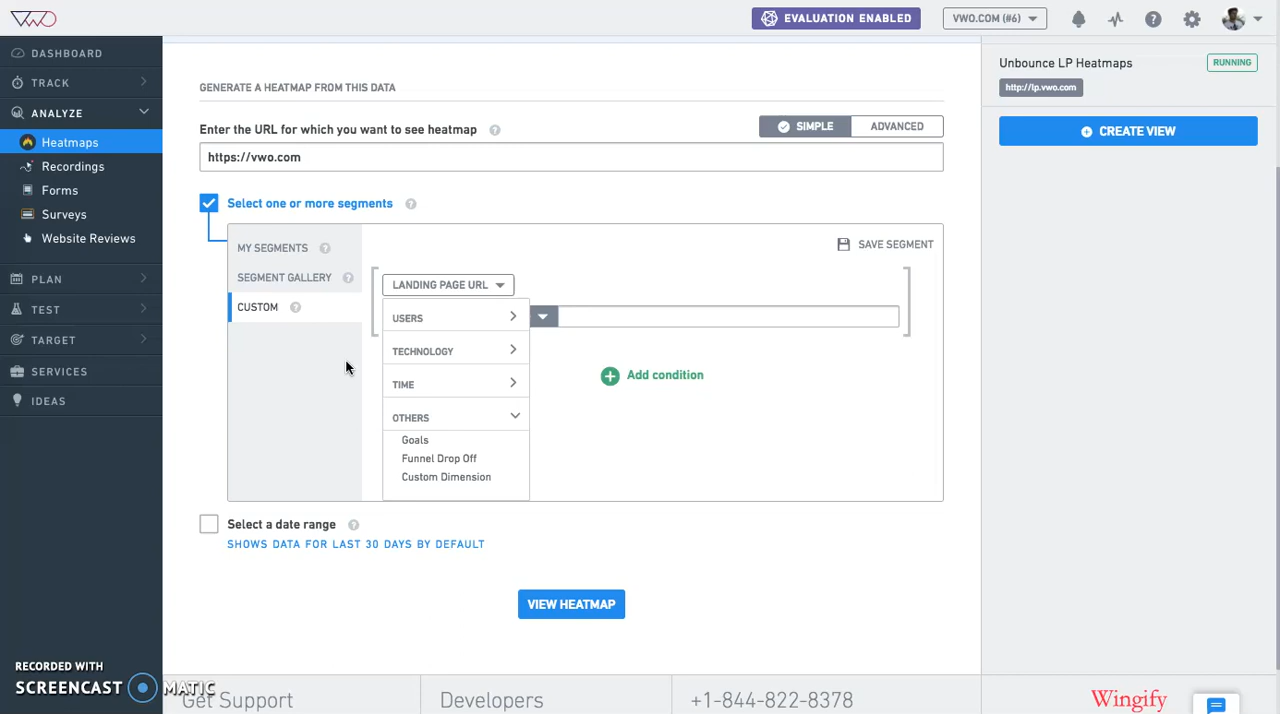 VWO
EVALUATION ENABLED
VWO.COM (#6)
DASHBOARD
TRACK
ANALYZE
Heatmaps
Recordings
Forms
Surveys
Website Reviews
PLAN
TEST
TARGET
SERVICES
IDEAS
RECORDED WITH
SCREENCAST MATIC
GENERATE A HEATMAP FROM THIS DATA
Enter the URL for which you want to see heatmap ?
SIMPLE
ADVANCED
https://vwo.com
Select one or more segments ?
MY SEGMENTS ?
SEGMENT GALLERY ?
CUSTOM ?
SAVE SEGMENT
LANDING PAGE URL
USERS
TECHNOLOGY
TIME
OTHERS
Goals
Funnel Drop Off
Custom Dimension
Add condition
Select a date range ?
SHOWS DATA FOR LAST 30 DAYS BY DEFAULT
VIEW HEATMAP
Unbounce LP Heatmaps
RUNNING
http://lp.vwo.com
CREATE VIEW
Get Support
Developers
+1-844-822-8378
Wingify